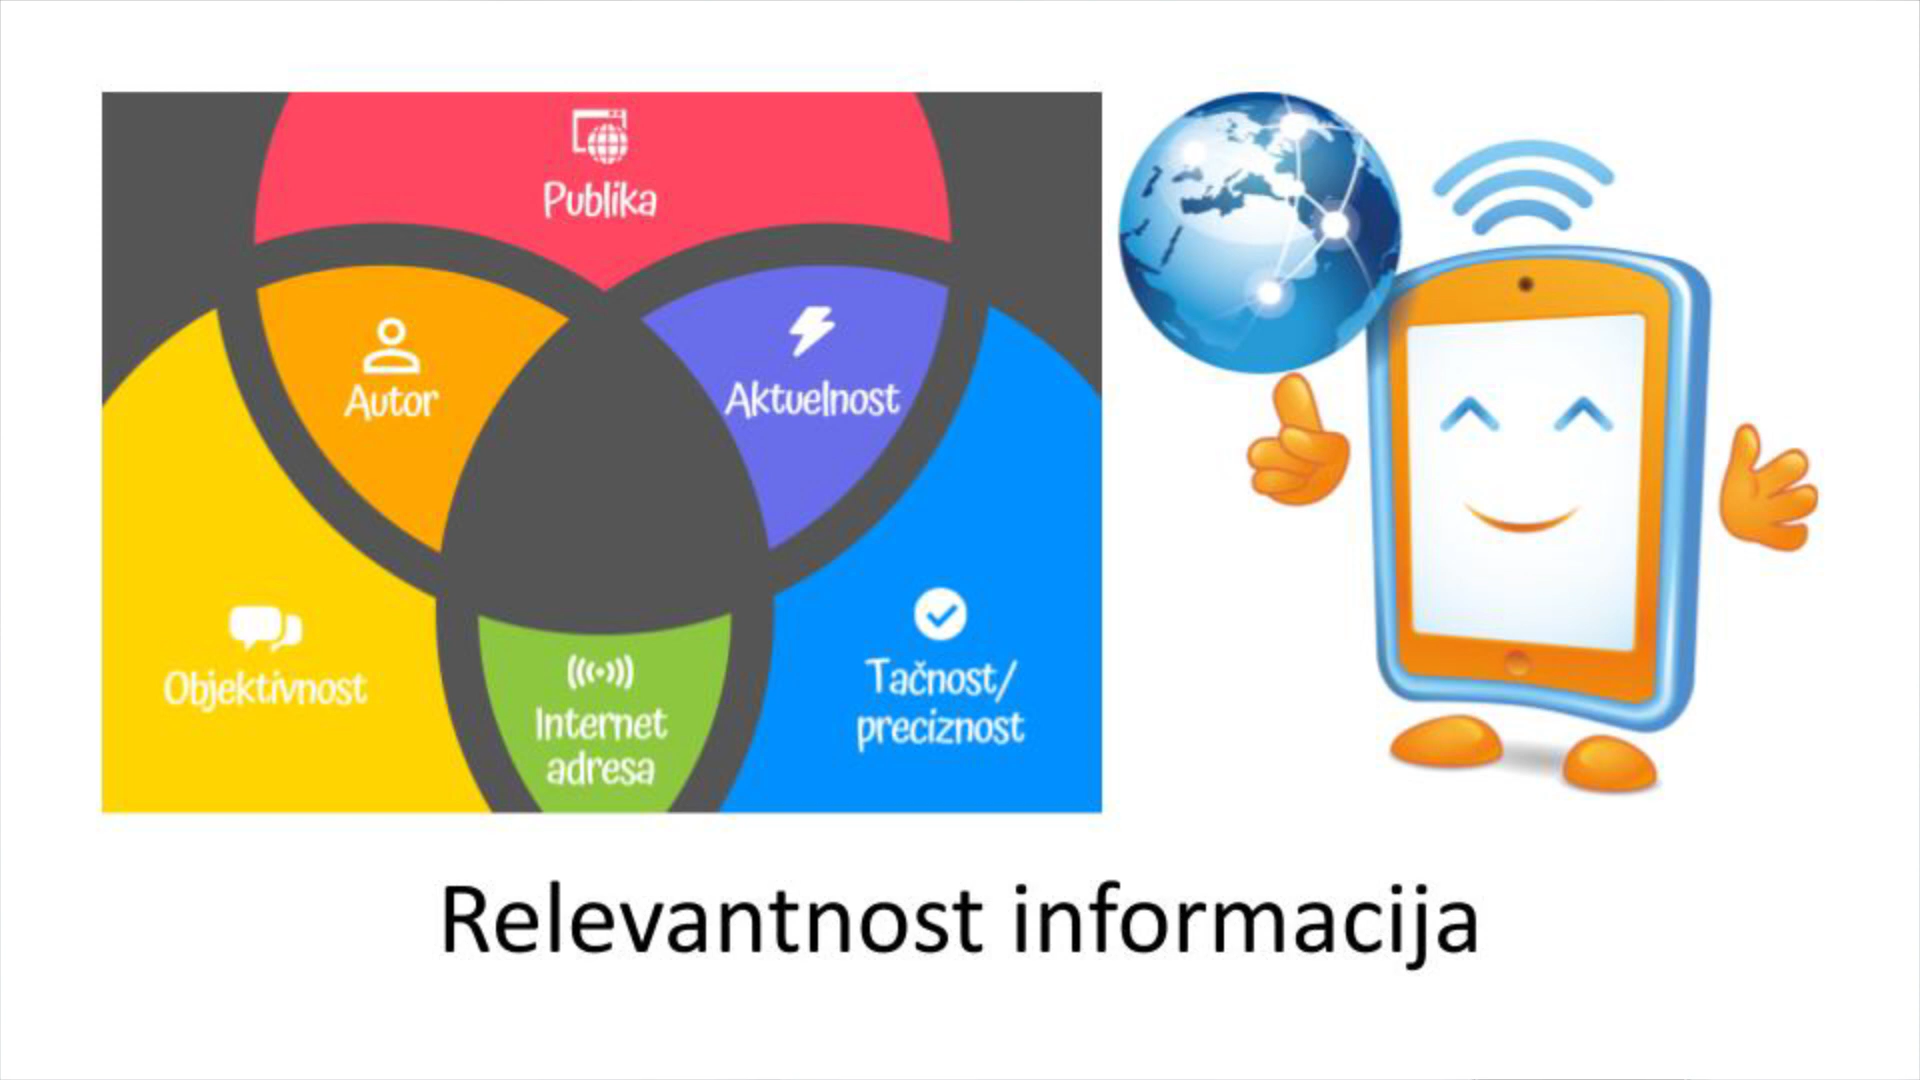 Publika
Autor
Aktuelnost
Objektivnost
Internet
adresa
Tačnost/
preciznost
Relevantnost informacija